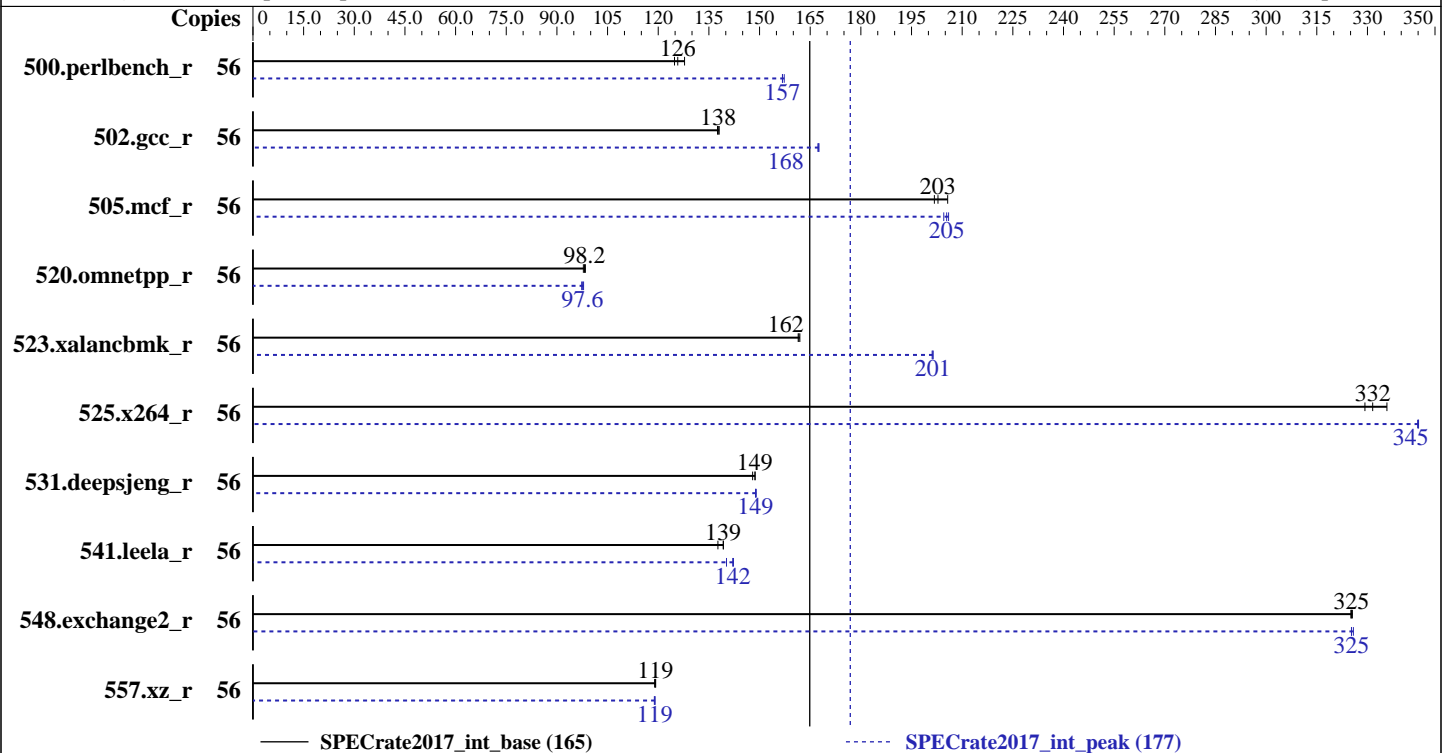 Copies 0 15.0 30.0 45.0 60.0 75.0 90.0 105 120 135 150 165 180 195 210 225 240 255 270 285 300 315 330 350
500.perlbench_r 56 126
157
502.gcc_r 56 138
168
505.mcf_r 56 203
205
520.omnetpp_r 56 98.2
97.6
523.xalancbmk_r 56 162
201
525.x264_r 56 332
345
531.deepsjeng_r 56 149
149
541.leela_r 56 139
142
548.exchange2_r 56 325
325
557.xz_r 56 119
119
SPECrate2017_int_base (165) SPECrate2017_int_peak (177)